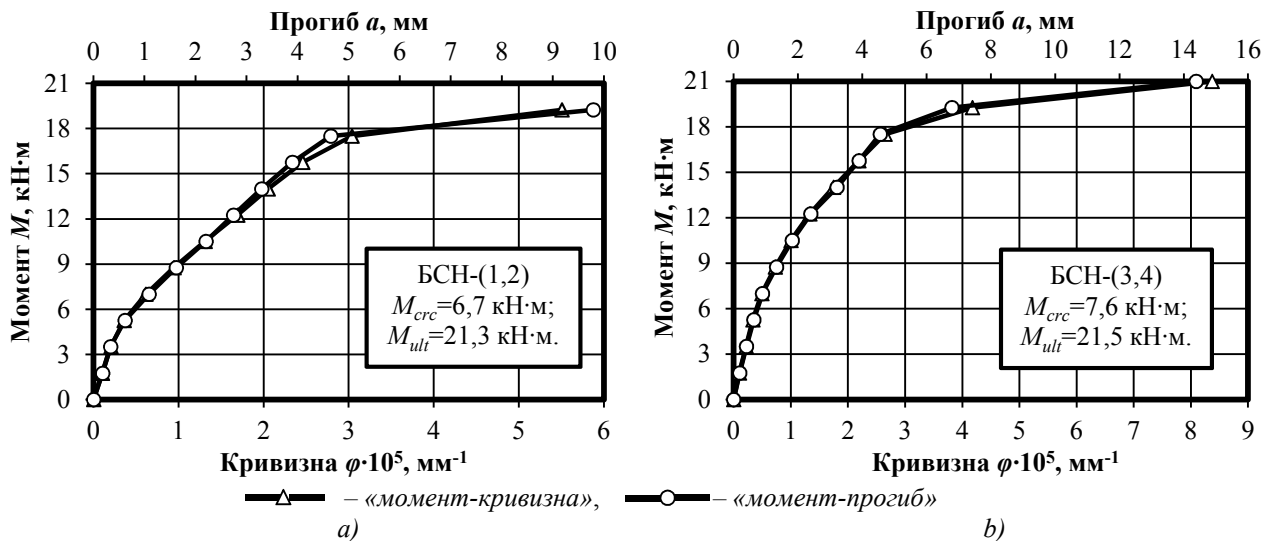 Прогиб a, мм
0 1 2 3 4 5 6 7 8 9 10
Момент M, кН·м
21
18
15
12
9
6
3
0
БСН-(1,2)
Mcrc=6,7 кН·м;
Mult=21,3 кН·м.
0 1 2 3 4 5 6
Кривизна φ·10⁵, мм⁻¹
Прогиб a, мм
0 2 4 6 8 10 12 14 16
Момент M, кН·м
21
18
15
12
9
6
3
0
БСН-(3,4)
Mcrc=7,6 кН·м;
Mult=21,5 кН·м.
0 1 2 3 4 5 6 7 8 9
Кривизна φ·10⁵, мм⁻¹
– «момент-кривизна», – «момент-прогиб»
a) b)